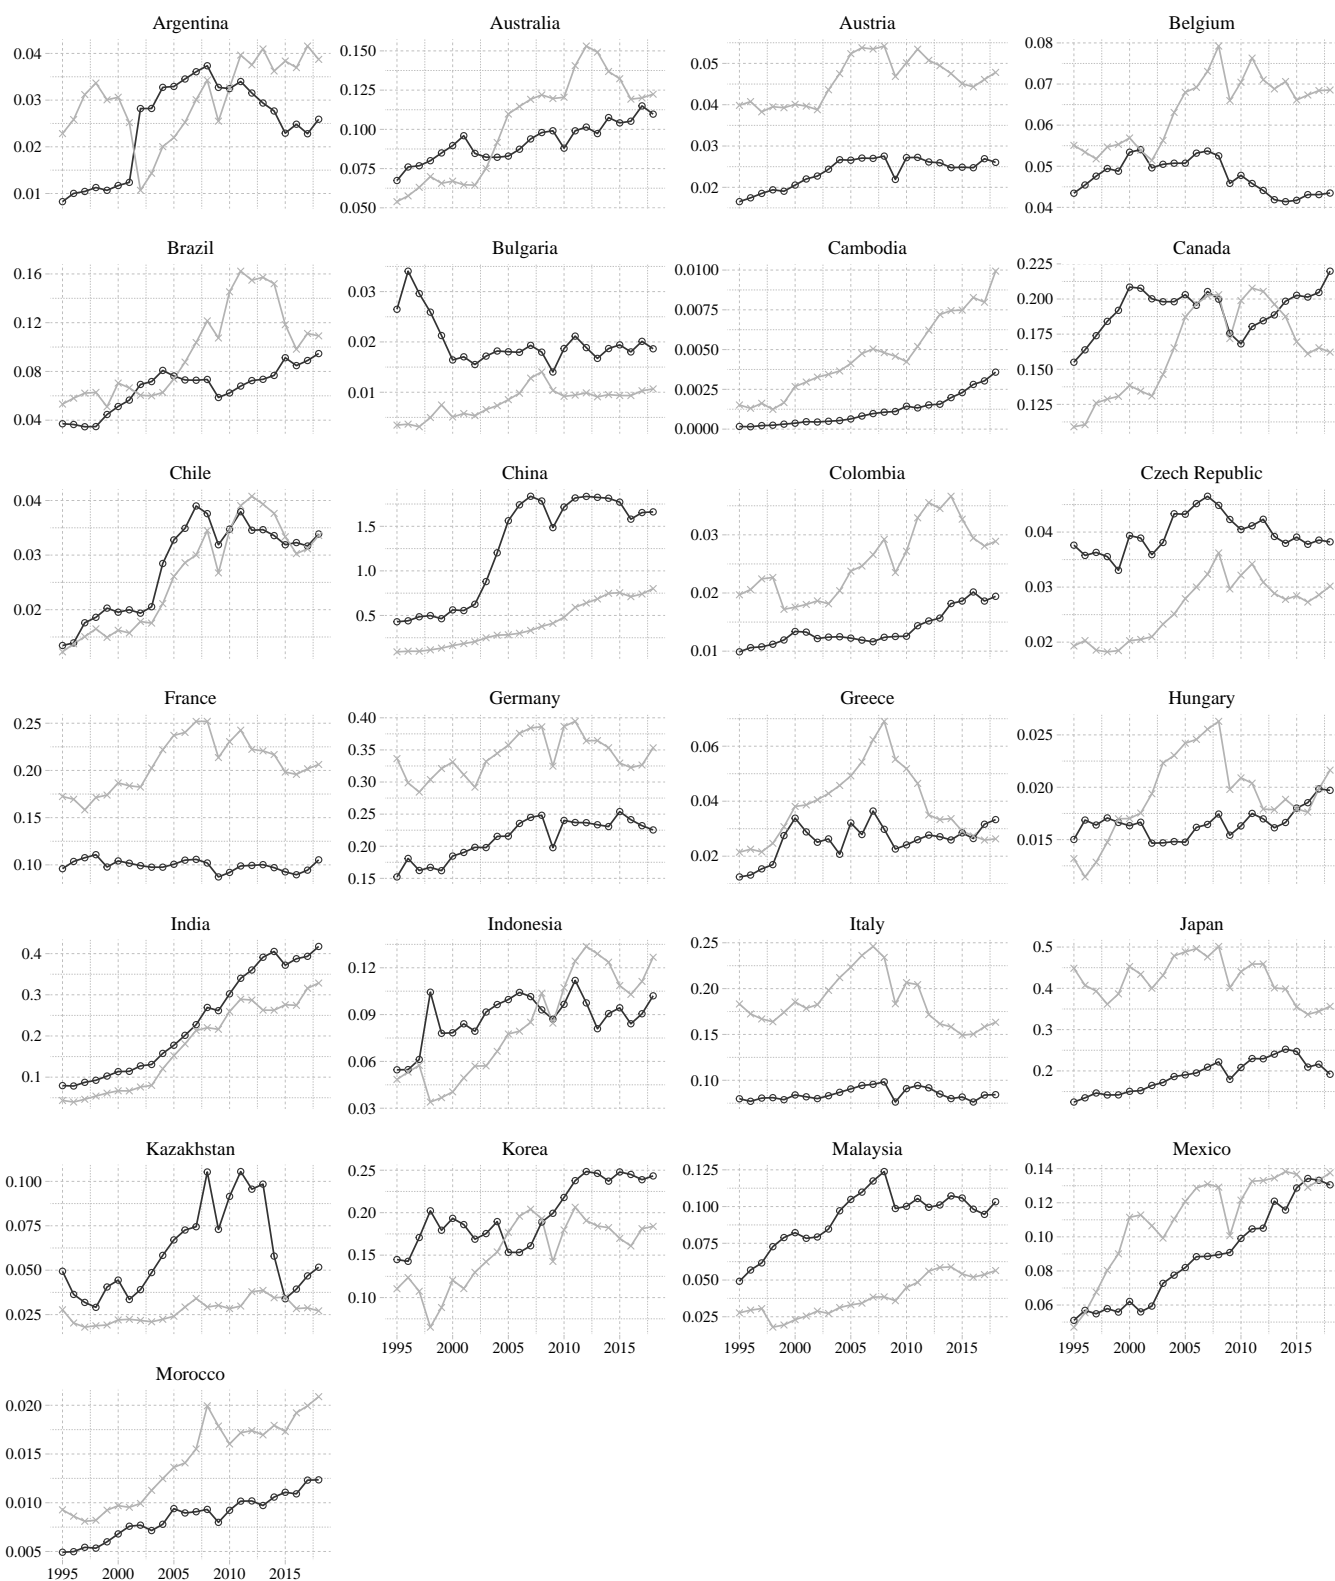 Argentina Australia Austria Belgium
0.04 0.150 0.05 0.08
0.03 0.125 0.04 0.07
0.02 0.100 0.03 0.06
0.01 0.075 0.02 0.05
0.050 0.04
Brazil Bulgaria Cambodia Canada
0.16 0.03 0.0100 0.225
0.12 0.02 0.0075 0.200
0.08 0.01 0.0050 0.175
0.04 0.0025 0.150
0.0000 0.125
Chile China Colombia Czech Republic
0.04 1.5 0.03 0.04
0.03 1.0 0.02 0.03
0.02 0.5 0.01 0.02
France Germany Greece Hungary
0.25 0.40 0.06 0.025
0.20 0.35 0.04 0.020
0.15 0.30 0.02 0.015
0.10 0.25
0.20
0.15
India Indonesia Italy Japan
0.4 0.12 0.25 0.5
0.3 0.09 0.20 0.4
0.2 0.06 0.15 0.3
0.1 0.03 0.10 0.2
Kazakhstan Korea Malaysia Mexico
0.100 0.25 0.125 0.14
0.075 0.20 0.100 0.12
0.050 0.15 0.075 0.10
0.025 0.10 0.050 0.08
0.025 0.06
1995 2000 2005 2010 2015 1995 2000 2005 2010 2015 1995 2000 2005 2010 2015
Morocco
0.020
0.015
0.010
0.005
1995 2000 2005 2010 2015